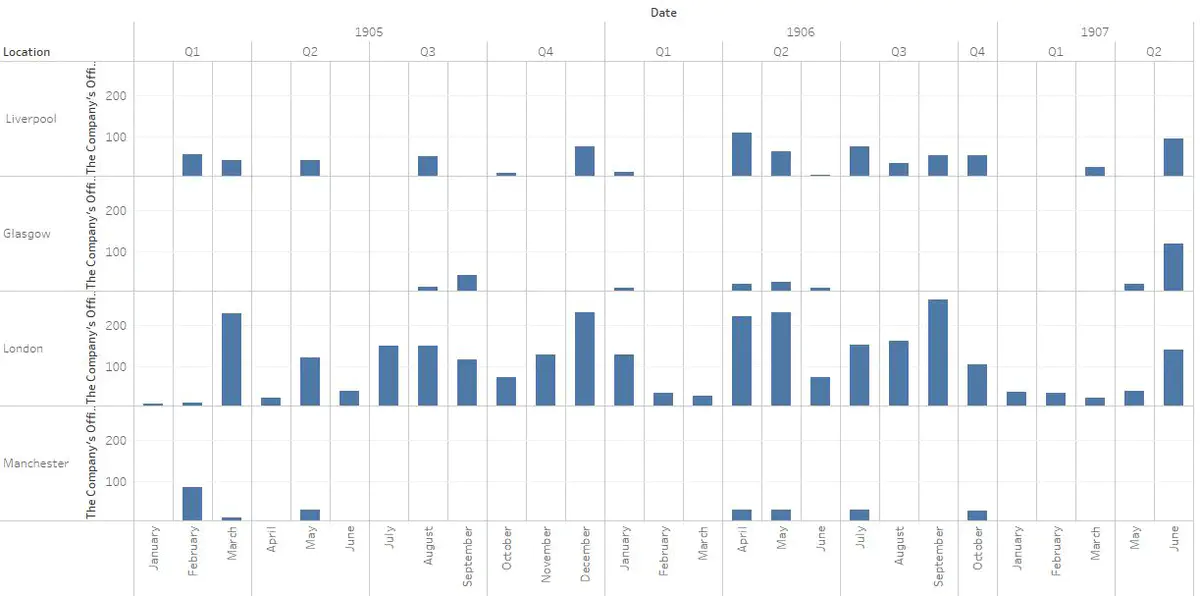 Date
1905 1906 1907
Location Q1 Q2 Q3 Q4 Q1 Q2 Q3 Q4 Q1 Q2
Liverpool
The Company's Offi..
200
100
Glasgow
The Company's Offi..
200
100
London
The Company's Offi..
200
100
Manchester
The Company's Offi..
200
100
January February March April May June July August September October November December January February March April May June July August September October January February March May June